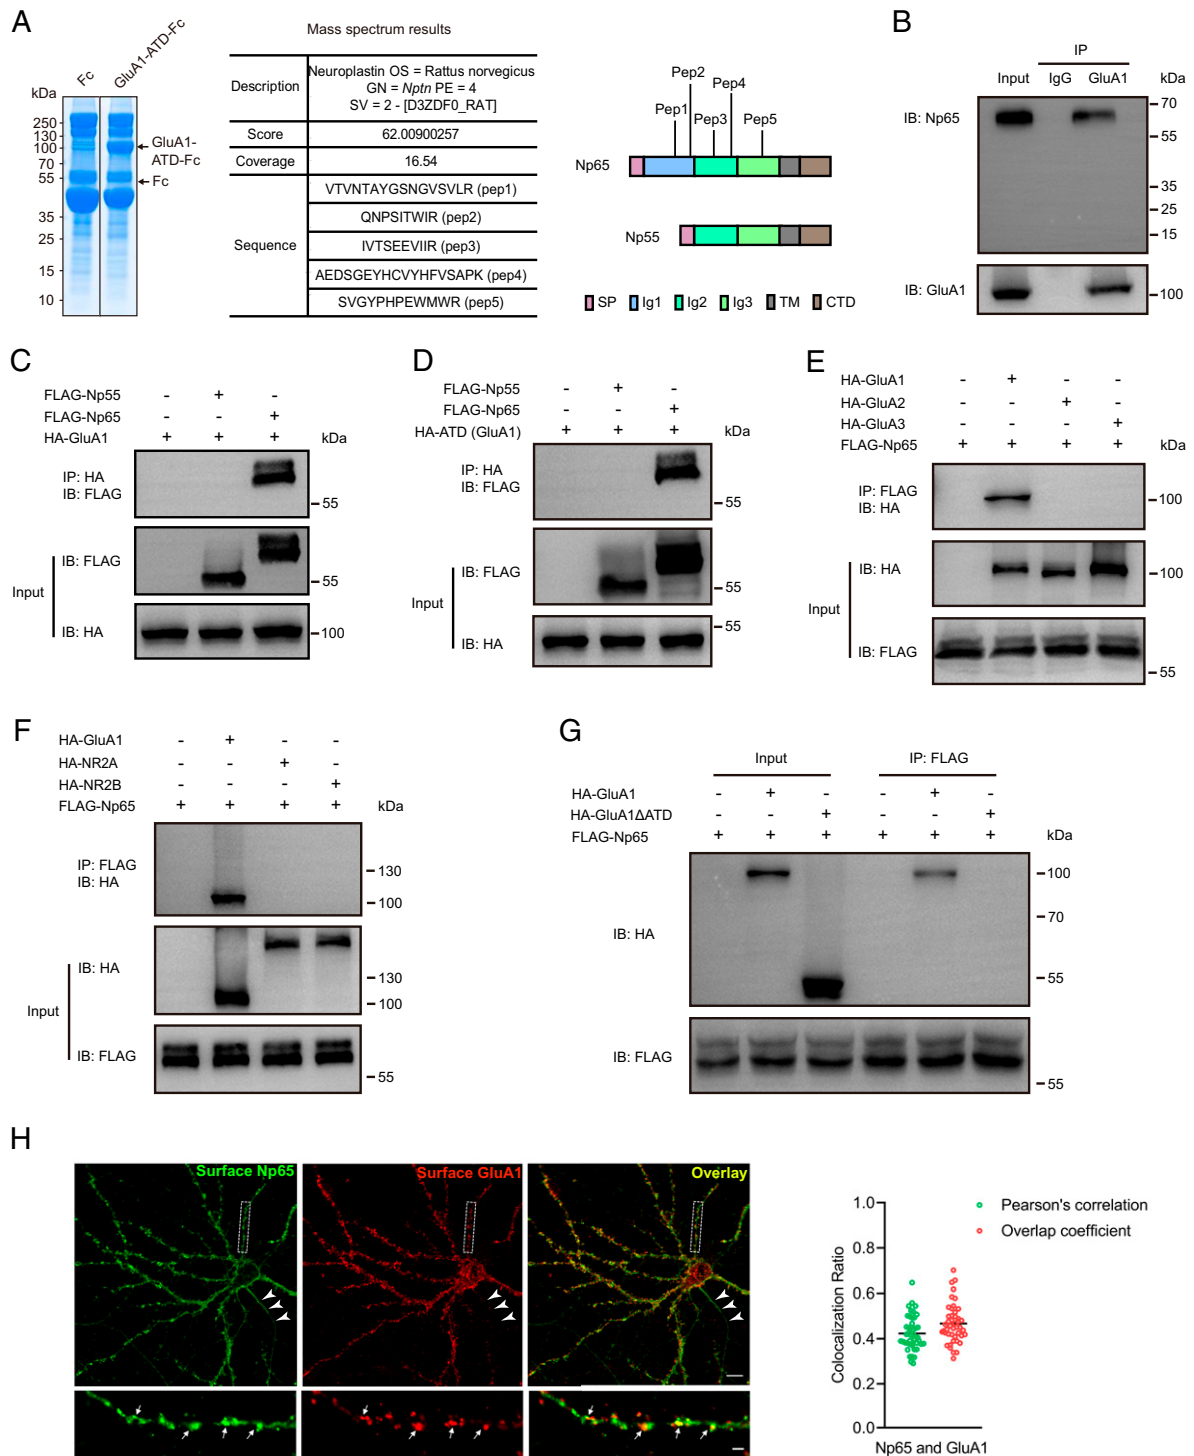 A
Fc
GluA1-ATD-Fc
kDa
250
130
100
70
55
35
25
15
10
GluA1-
ATD-Fc
Fc
Mass spectrum results
Description
Neuroplastin OS = Rattus norvegicus
GN = Nptn PE = 4
SV = 2 - [D3ZDF0_RAT]
Score
62.00900257
Coverage
16.54
Sequence
VTVNTAYGSNGVSVLR (pep1)
QNPSITWIR (pep2)
IVTSEEVIIR (pep3)
AEDSGEYHCVYHFVSAPK (pep4)
SVGYPHPEWMWR (pep5)
Pep2
Pep4
Pep1
Pep3
Pep5
Np65
Np55
SP
Ig1
Ig2
Ig3
TM
CTD
B
IP
Input
IgG
GluA1
kDa
IB: Np65
70
55
35
25
15
IB: GluA1
100
C
FLAG-Np55 - + -
FLAG-Np65 - - +
HA-GluA1 + + + kDa
IP: HA
IB: FLAG
55
Input
IB: FLAG
55
IB: HA
100
D
FLAG-Np55 - + -
FLAG-Np65 - - +
HA-ATD (GluA1) + + + kDa
IP: HA
IB: FLAG
55
Input
IB: FLAG
55
IB: HA
55
E
HA-GluA1 - + - -
HA-GluA2 - - + -
HA-GluA3 - - - +
FLAG-Np65 + + + + kDa
IP: FLAG
IB: HA
100
Input
IB: HA
100
IB: FLAG
55
F
HA-GluA1 - + - -
HA-NR2A - - + -
HA-NR2B - - - +
FLAG-Np65 + + + + kDa
IP: FLAG
IB: HA
130
100
Input
IB: HA
130
100
IB: FLAG
55
G
Input
IP: FLAG
HA-GluA1 - + - - + -
HA-GluA1ΔATD - - + - - +
FLAG-Np65 + + + + + + kDa
IB: HA
100
70
55
IB: FLAG
55
H
Surface Np65
Surface GluA1
Overlay
Colocalization Ratio
1.0
0.8
0.6
0.4
0.2
0.0
Np65 and GluA1
Pearson's correlation
Overlap coefficient